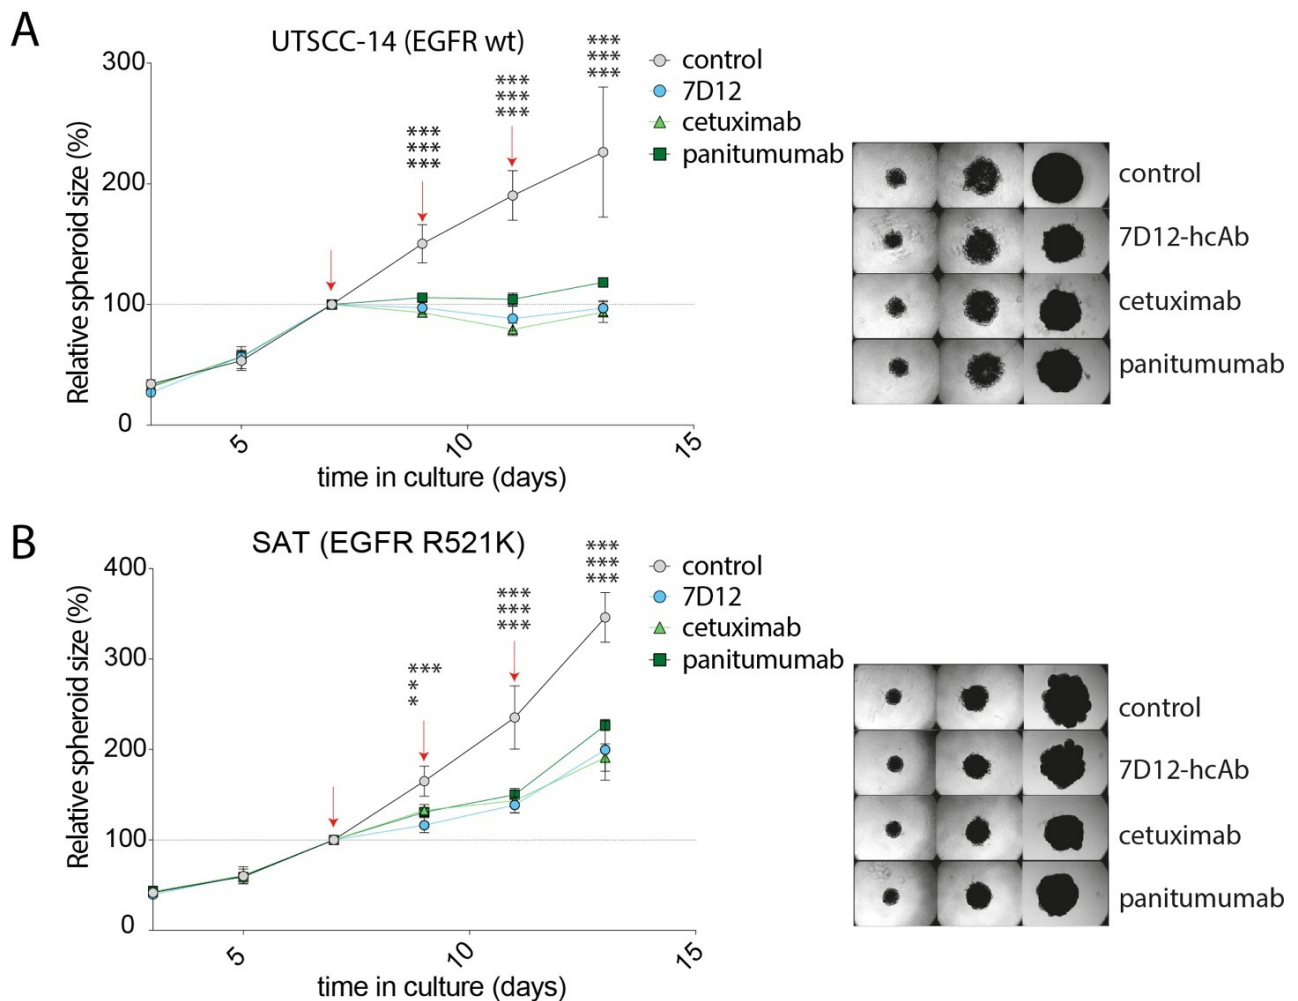 A
UTSCC-14 (EGFR wt)
Relative spheroid size (%)
300
200
100
0
***
***
***
***
***
***
***
***
***
control
7D12
cetuximab
panitumumab
5
10
15
time in culture (days)
control
7D12-hcAb
cetuximab
panitumumab
B
SAT (EGFR R521K)
Relative spheroid size (%)
400
300
200
100
0
***
*
*
***
***
***
***
***
***
control
7D12
cetuximab
panitumumab
5
10
15
time in culture (days)
control
7D12-hcAb
cetuximab
panitumumab